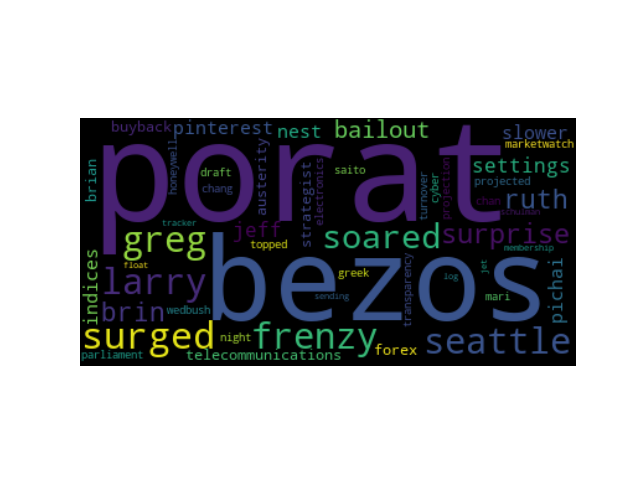 buyback pinterest nest bailout slower
marketwatch
porat
brian honeywell draft chang austerity strategist electronics saito turnover cyber projection settings
projected
chan ruth
schulman
tracker
greg jeff topped soared surprise
membership
float
indices larry bezos greek transparency log jet pichai
sending mari
brin wedbush
surged night frenzy forex seattle
parliament telecommunications